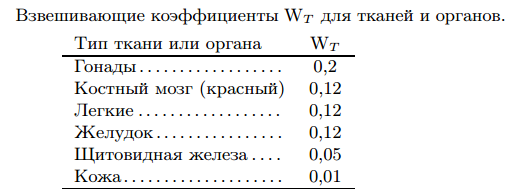 Взвешивающие коэффициенты W_T для тканей и органов.
Тип ткани или органа W_T
Гонады . . . . . . . . . . . . . . . . . . 0,2
Костный мозг (красный) 0,12
Легкие . . . . . . . . . . . . . . . . . . 0,12
Желудок . . . . . . . . . . . . . . . . 0,12
Щитовидная железа . . . . 0,05
Кожа . . . . . . . . . . . . . . . . . . . . 0,01